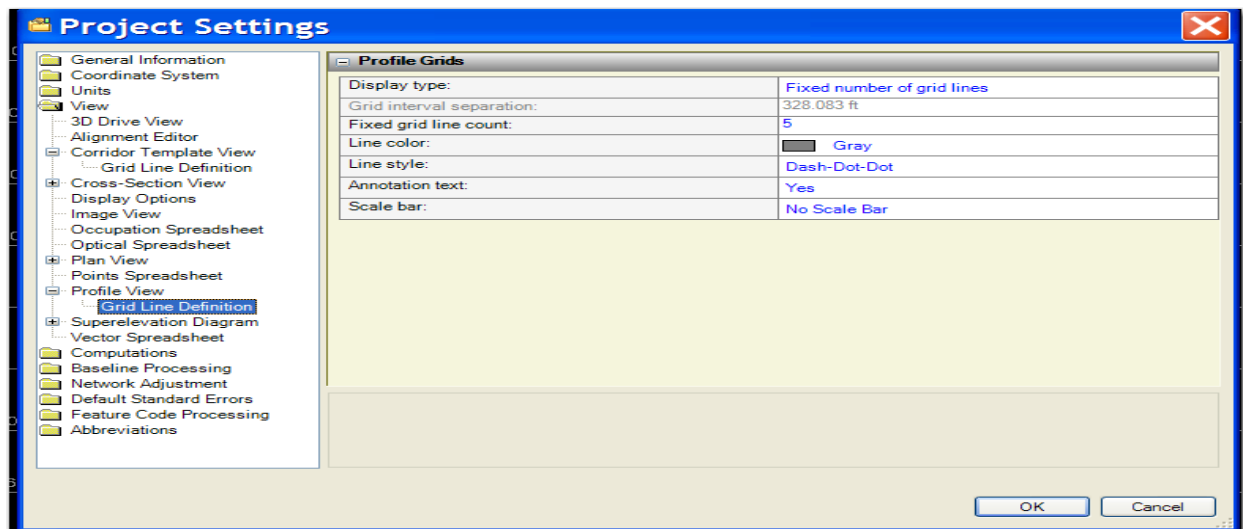 Project Settings
General Information
Coordinate System
Units
View
3D Drive View
Alignment Editor
Corridor Template View
Grid Line Definition
Cross-Section View
Display Options
Image View
Occupation Spreadsheet
Optical Spreadsheet
Plan View
Points Spreadsheet
Profile View
Grid Line Definition
Superelevation Diagram
Vector Spreadsheet
Computations
Baseline Processing
Network Adjustment
Default Standard Errors
Feature Code Processing
Abbreviations
Profile Grids
Display type: Fixed number of grid lines
Grid interval separation: 328.083 ft
Fixed grid line count: 5
Line color: Gray
Line style: Dash-Dot-Dot
Annotation text: Yes
Scale bar: No Scale Bar
OK Cancel